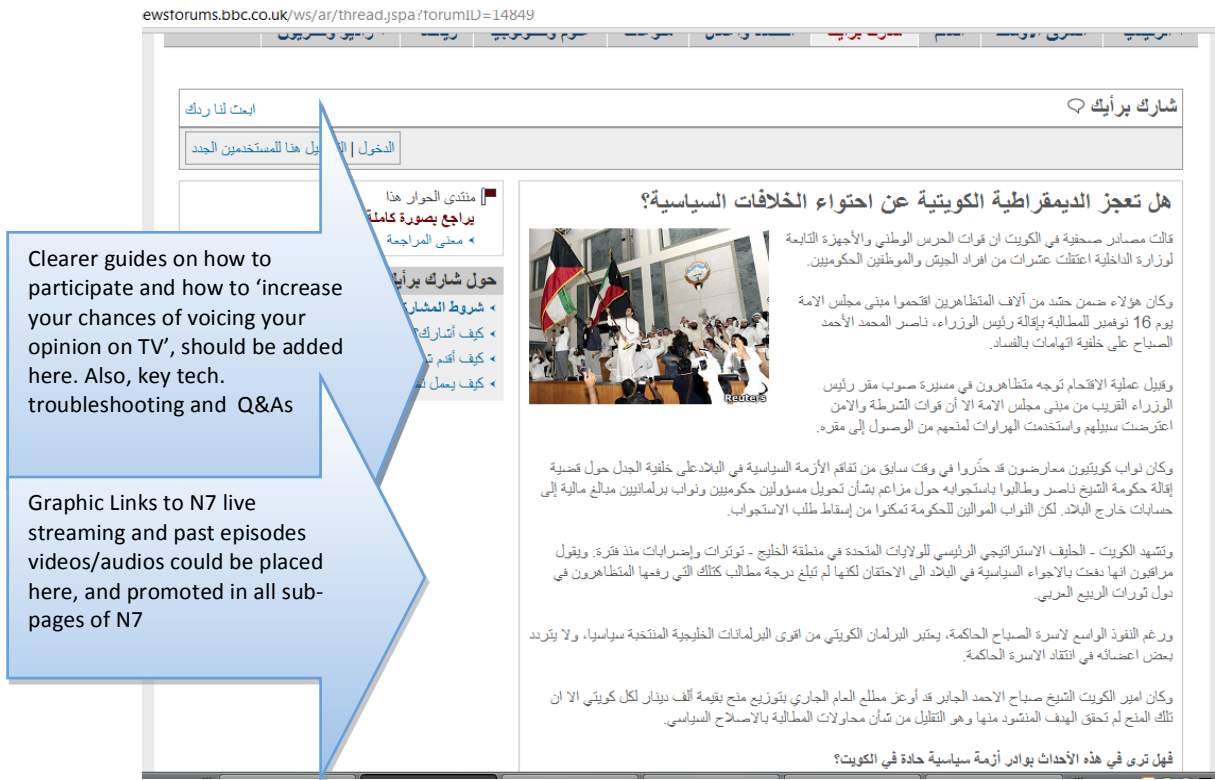 ewsforums.bbc.co.uk/ws/ar/thread.jspa?forumID=14849
شارك برأيك
ابعث لنا ردك
الدخول | هنا للمستخدمين الجدد
منتدى الحوار هذا
يراجع بصورة كاملة
معنى المراجعة
حول شارك برأيك
شروط
كيف أشارك؟
كيف أقدم
كيف يعمل
Clearer guides on how to
participate and how to ‘increase
your chances of voicing your
opinion on TV’, should be added
here. Also, key tech.
troubleshooting and Q&As
Graphic Links to N7 live
streaming and past episodes
videos/audios could be placed
here, and promoted in all sub-
pages of N7
هل تعجز الديمقراطية الكويتية عن احتواء الخلافات السياسية؟
قالت مصادر صحفية في الكويت ان قوات الحرس الوطني والأجهزة التابعة
لوزارة الداخلية اعتقلت عشرات من افراد الجيش والموظفين الحكوميين.
وكان هؤلاء ضمن حشد من آلاف المتظاهرين اقتحموا مبنى مجلس الامة
يوم 16 نوفمبر للمطالبة بإقالة رئيس الوزراء، ناصر المحمد الأحمد
الصباح على خلفية اتهامات بالفساد.
وقبيل عملية الاقتحام توجه متظاهرون في مسيرة صوب مقر رئيس
الوزراء القريب من مبنى مجلس الامة الا أن قوات الشرطة والامن
اعترضت سبيلهم واستخدمت الهراوات لمنعهم من الوصول إلى مقره.
Reuters
وكان نواب كويتيون معارضون قد حذّروا في وقت سابق من تفاقم الأزمة السياسية في البلادعلى خلفية الجدل حول قضية
إقالة حكومة الشيخ ناصر وطالبوا باستجوابه حول مزاعم بشأن تحويل مسؤولين حكوميين ونواب برلمانيين مبالغ مالية إلى
حسابات خارج البلاد. لكن النواب الموالين للحكومة تمكنوا من إسقاط طلب الاستجواب.
وتشهد الكويت - الحليف الاستراتيجي الرئيسي للولايات المتحدة في منطقة الخليج - توترات وإضرابات منذ فترة. ويقول
مراقبون انها دفعت بالاجواء السياسية في البلاد الى الاحتقان لكنها لم تبلغ درجة مطالب كتلك التي رفعها المتظاهرون في
دول ثورات الربيع العربي.
ورغم النفوذ الواسع لاسرة الصباح الحاكمة، يعتبر البرلمان الكويتي من اقوى البرلمانات الخليجية المنتخبة سياسيا، ولا يتردد
بعض اعضائه في انتقاد الاسرة الحاكمة.
وكان امير الكويت الشيخ صباح الاحمد الجابر قد أوعز مطلع العام الجاري بتوزيع منح بقيمة ألف دينار لكل كويتي الا ان
تلك المنح لم تحقق الهدف المنشود منها وهو التقليل من شأن محاولات المطالبة بالاصلاح السياسي.
فهل ترى في هذه الأحداث بوادر أزمة سياسية حادة في الكويت؟